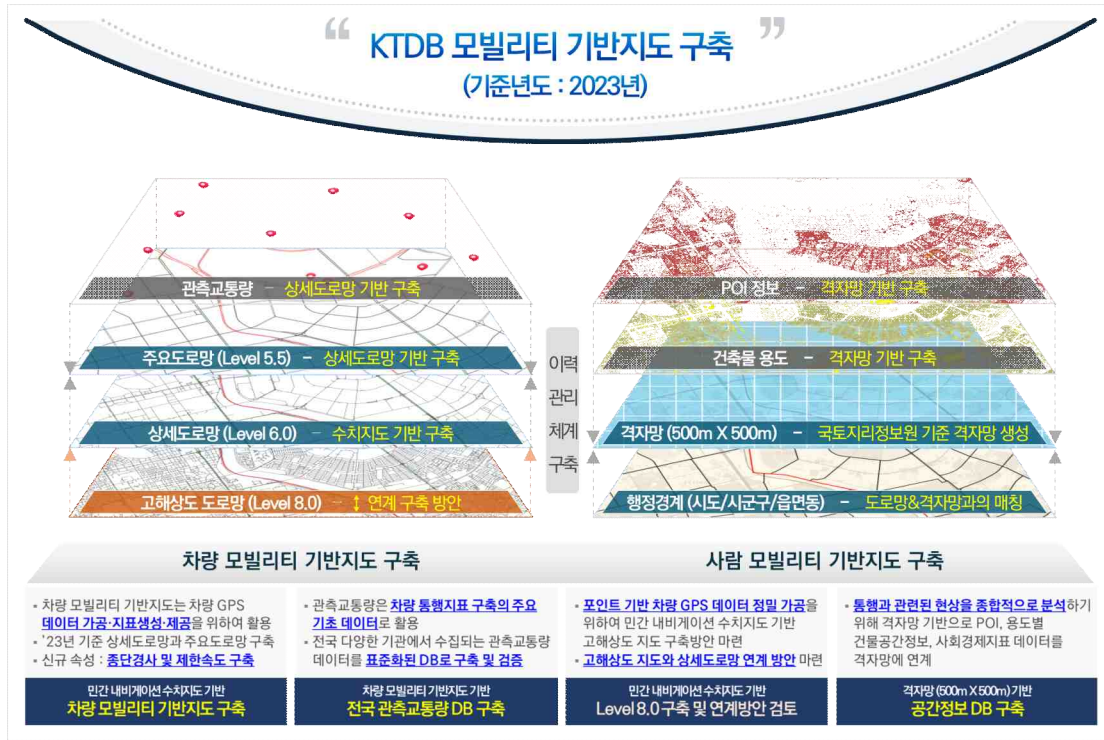 “ KTDB 모빌리티 기반지도 구축 ”
(기준년도 : 2023년)
관측교통량 – 상세도로망 기반 구축
주요도로망 (Level 5.5) – 상세도로망 기반 구축
상세도로망 (Level 6.0) – 수치지도 기반 구축
고해상도 도로망 (Level 8.0) – ↕ 연계 구축 방안
이력
관리
체계
구축
POI 정보 – 격자망 기반 구축
건축물 용도 – 격자망 기반 구축
격자망 (500m X 500m) – 국토지리정보원 기준 격자망 생성
행정경계 (시도/시군구/읍면동) – 도로망&격자망과의 매칭
차량 모빌리티 기반지도 구축
▪ 차량 모빌리티 기반지도는 차량 GPS
데이터 가공·지표생성·제공을 위하여 활용
▪ '23년 기준 상세도로망과 주요도로망 구축
▪ 신규 속성 : 종단경사 및 제한속도 구축
민간 내비게이션 수치지도 기반
차량 모빌리티 기반지도 구축
▪ 관측교통량은 차량 통행지표 구축의 주요
기초 데이터로 활용
▪ 전국 다양한 기관에서 수집되는 관측교통량
데이터를 표준화된 DB로 구축 및 검증
차량 모빌리티 기반지도 기반
전국 관측교통량 DB 구축
사람 모빌리티 기반지도 구축
▪ 포인트 기반 차량 GPS 데이터 정밀 가공을
위하여 민간 내비게이션 수치지도 기반
고해상도 지도 구축방안 마련
▪ 고해상도 지도와 상세도로망 연계 방안 마련
민간 내비게이션 수치지도 기반
Level 8.0 구축 및 연계방안 검토
▪ 통행과 관련된 현상을 종합적으로 분석하기
위해 격자망 기반으로 POI, 용도별
건물공간정보, 사회경제지표 데이터를
격자망에 연계
격자망 (500m X 500m) 기반
공간정보 DB 구축